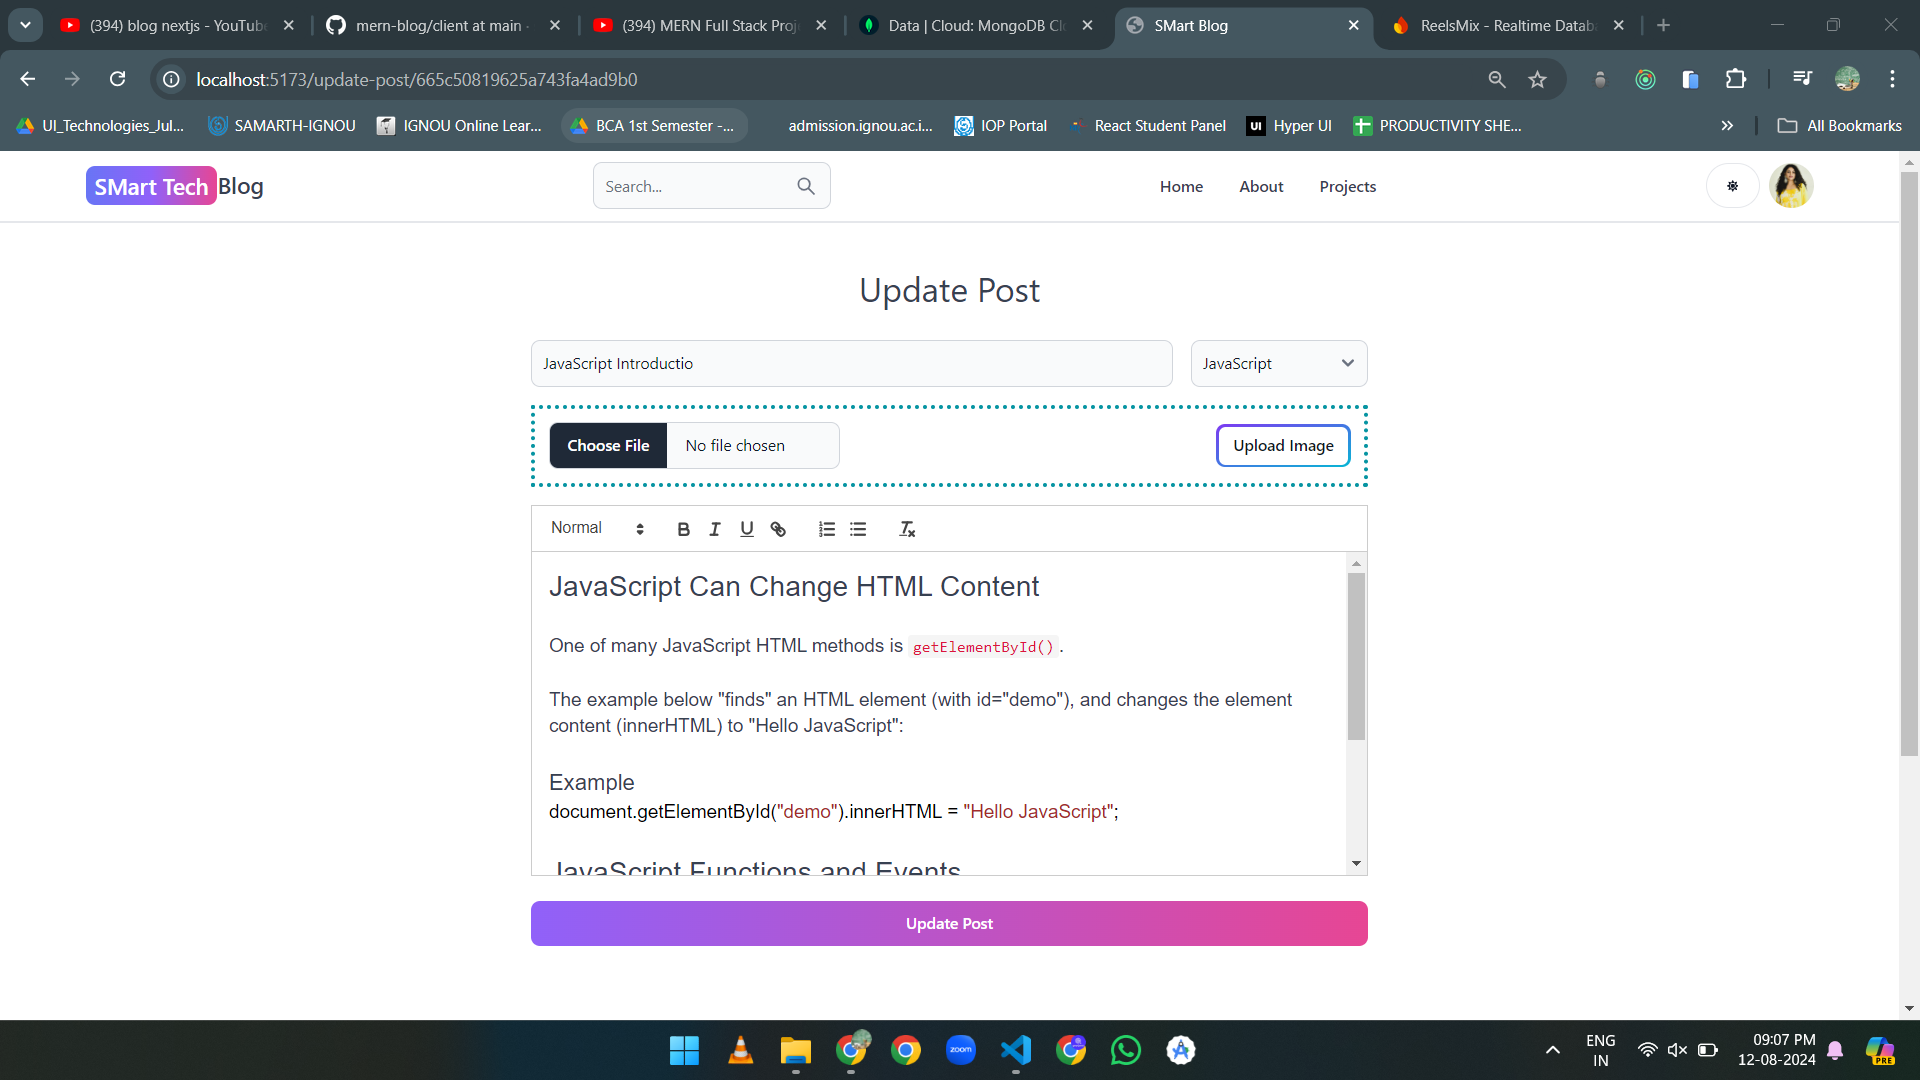 (394) blog nextjs - YouTube
mern-blog/client at main
(394) MERN Full Stack Proj
Data | Cloud: MongoDB Cl
SMart Blog
ReelsMix - Realtime Datab
localhost:5173/update-post/665c50819625a743fa4ad9b0
UI_Technologies_Jul...
SAMARTH-IGNOU
IGNOU Online Lear...
BCA 1st Semester -...
admission.ignou.ac.i...
IOP Portal
React Student Panel
UI
Hyper UI
PRODUCTIVITY SHE...
All Bookmarks
SMart Tech Blog
Search...
Home
About
Projects
Update Post
JavaScript Introductio
JavaScript
Choose File
No file chosen
Upload Image
Normal
JavaScript Can Change HTML Content
One of many JavaScript HTML methods is getElementById().
The example below "finds" an HTML element (with id="demo"), and changes the element
content (innerHTML) to "Hello JavaScript":
Example
document.getElementById("demo").innerHTML = "Hello JavaScript";
JavaScript Functions and Events
Update Post
zoom
ENG
IN
09:07 PM
12-08-2024
PRE